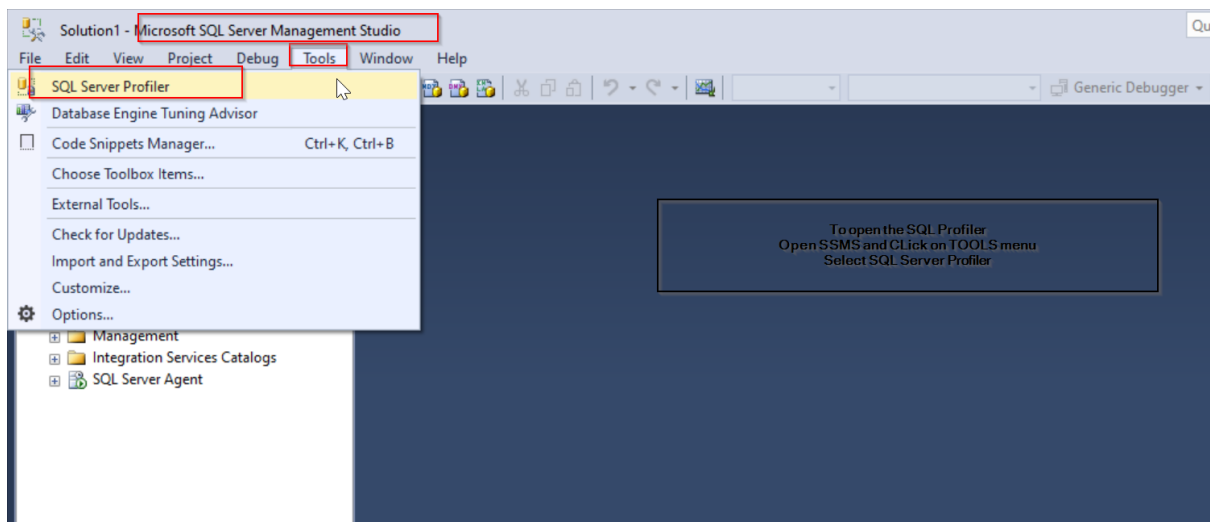 Solution1 - Microsoft SQL Server Management Studio
Qu
File Edit View Project Debug Tools Window Help
SQL Server Profiler
Generic Debugger
Database Engine Tuning Advisor
Code Snippets Manager... Ctrl+K, Ctrl+B
Choose Toolbox Items...
External Tools...
Check for Updates...
Import and Export Settings...
Customize...
Options...
To open the SQL Profiler
Open SSMS and CLick on TOOLS menu
Select SQL Server Profiler
Management
Integration Services Catalogs
SQL Server Agent